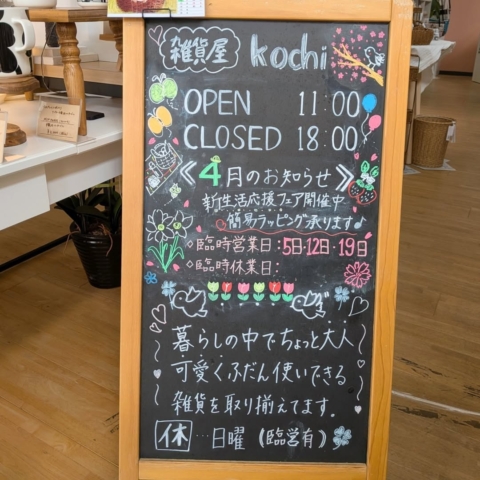 雑貨屋 kochi
OPEN 11:00
CLOSED 18:00
《4月のお知らせ》
新生活応援フェア開催中
簡易ラッピング承ります♪
◇臨時営業日:5日・12日・19日
◇臨時休業日:
暮らしの中でちょっと大人
可愛くふだん使いできる
雑貨を取り揃えてます。
休…日曜(臨営有)